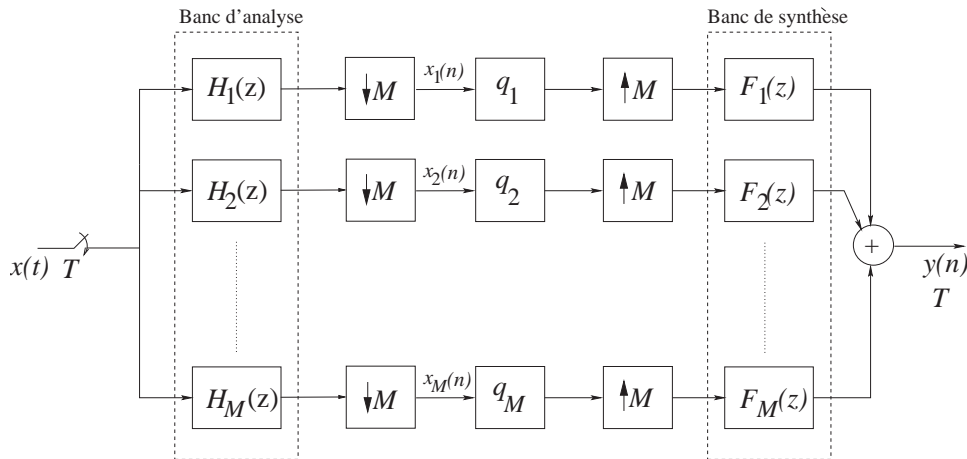 Banc d'analyse
Banc de synthèse
H1(z)
↓M
x1(n)
q1
↑M
F1(z)
H2(z)
↓M
x2(n)
q2
↑M
F2(z)
x(t)
T
+
y(n)
T
HM(z)
↓M
xM(n)
qM
↑M
FM(z)